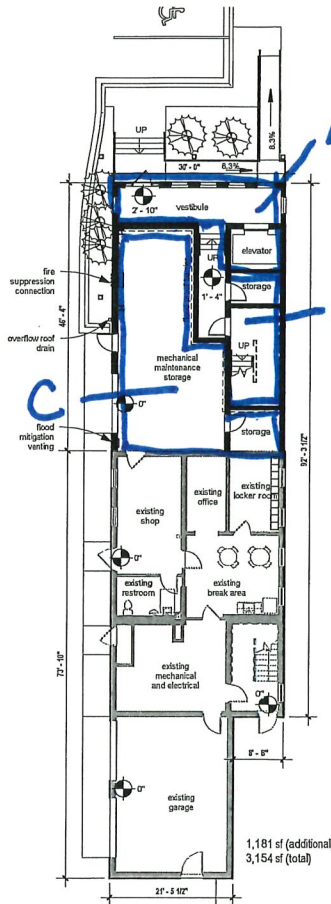 UP
8.3%
30'-0"
6.3%
2'-10"
vestibule
UP
elevator
1'-4"
fire
suppression
connection
storage
46'-4"
UP
overflow roof
drain
mechanical
maintenance
storage
C
0"
flood
mitigation
venting
storage
92'-3 1/2"
existing
office
existing
locker room
existing
shop
0"
existing
restroom
existing
break area
73'-10"
existing
mechanical
and electrical
0"
8'-8"
0"
existing
garage
1,181 sf (additional
3,154 sf (total)
21'-5 1/2"